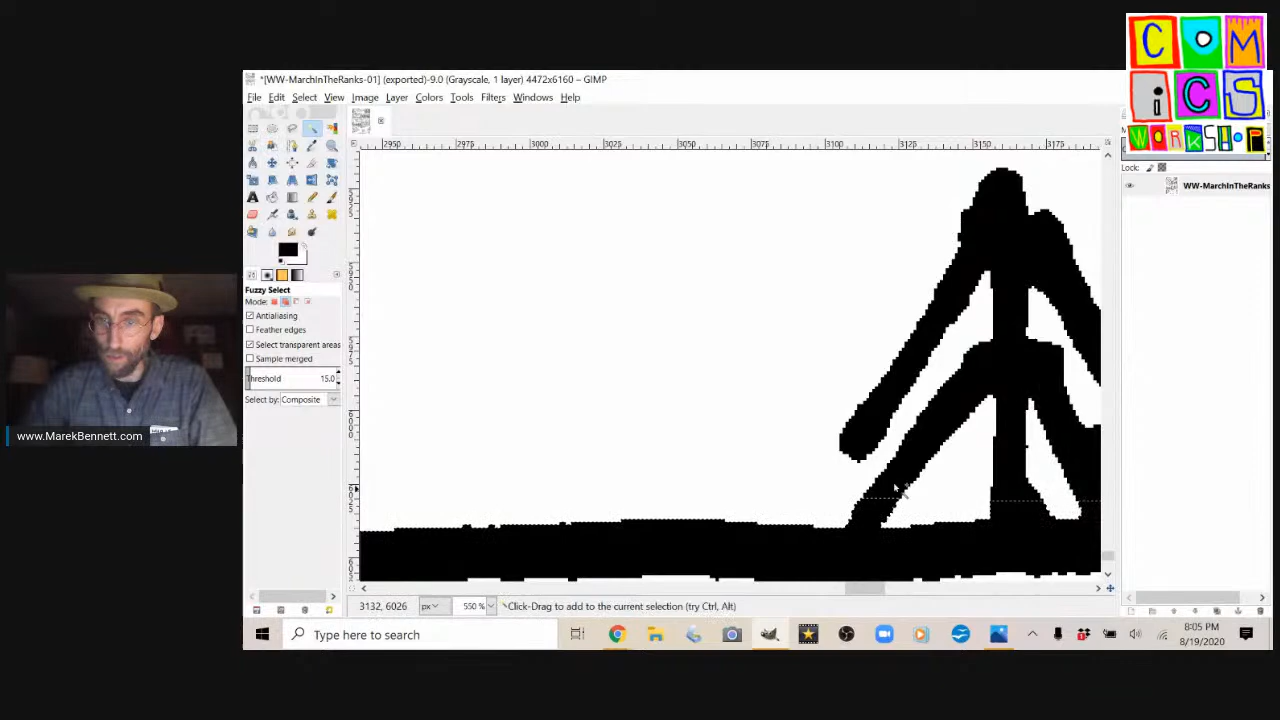 COMiCS
WORKSHOP
*[WW-MarchInTheRanks-01] (exported)-9.0 (Grayscale, 1 layer) 4472x6160 – GIMP
File Edit Select View Image Layer Colors Tools Filters Windows Help
2950 2975 3000 3025 3050 3075 3100 3125 3150 3175
Lock:
WW-MarchInTheRanks
Fuzzy Select
Mode:
Antialiasing
Feather edges
Select transparent areas
Sample merged
Threshold 15.0
Select by: Composite
www.MarekBennett.com
3132, 6026 px 550 % Click-Drag to add to the current selection (try Ctrl, Alt)
Type here to search
8:05 PM
8/19/2020